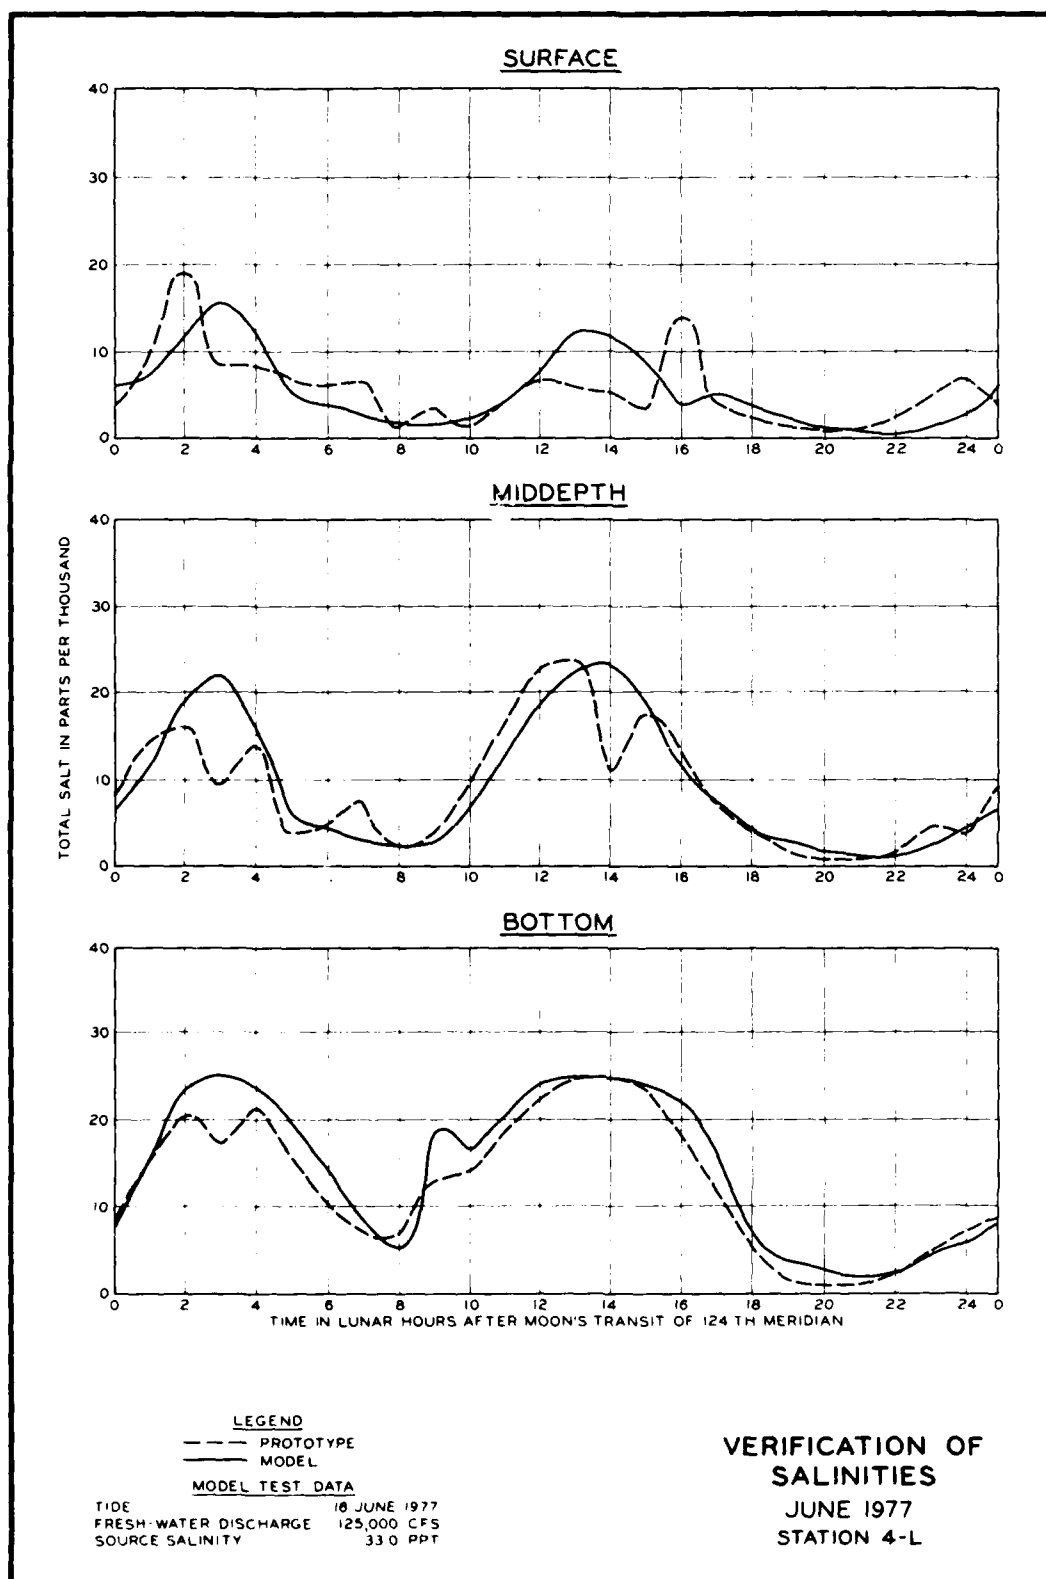 SURFACE
40
30
20
10
0
0 2 4 6 8 10 12 14 16 18 20 22 24 0
MIDDEPTH
TOTAL SALT IN PARTS PER THOUSAND
40
30
20
10
0
0 2 4 6 8 10 12 14 16 18 20 22 24 0
BOTTOM
40
30
20
10
0
0 2 4 6 8 10 12 14 16 18 20 22 24 0
TIME IN LUNAR HOURS AFTER MOON'S TRANSIT OF 124 TH MERIDIAN
LEGEND
PROTOTYPE
MODEL
MODEL TEST DATA
TIDE 18 JUNE 1977
FRESH-WATER DISCHARGE 125,000 CFS
SOURCE SALINITY 33 0 PPT
VERIFICATION OF
SALINITIES
JUNE 1977
STATION 4-L